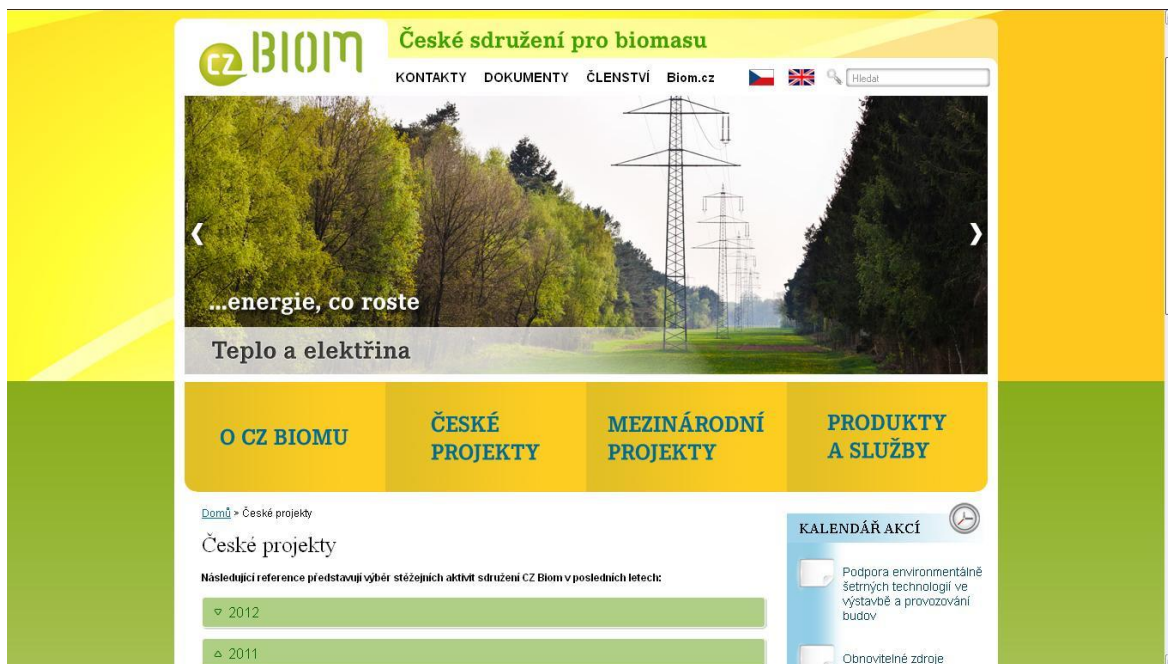 CZ BIOM
České sdružení pro biomasu
KONTAKTY DOKUMENTY ČLENSTVÍ Biom.cz Hledat
...energie, co roste
Teplo a elektřina
O CZ BIOMU
ČESKÉ
PROJEKTY
MEZINÁRODNÍ
PROJEKTY
PRODUKTY
A SLUŽBY
Domů » České projekty
České projekty
Následující reference představují výběr stěžejních aktivit sdružení CZ Biom v posledních letech:
2012
2011
KALENDÁŘ AKCÍ
Podpora environmentálně
šetrných technologií ve
výstavbě a provozování
budov
Obnovitelné zdroje